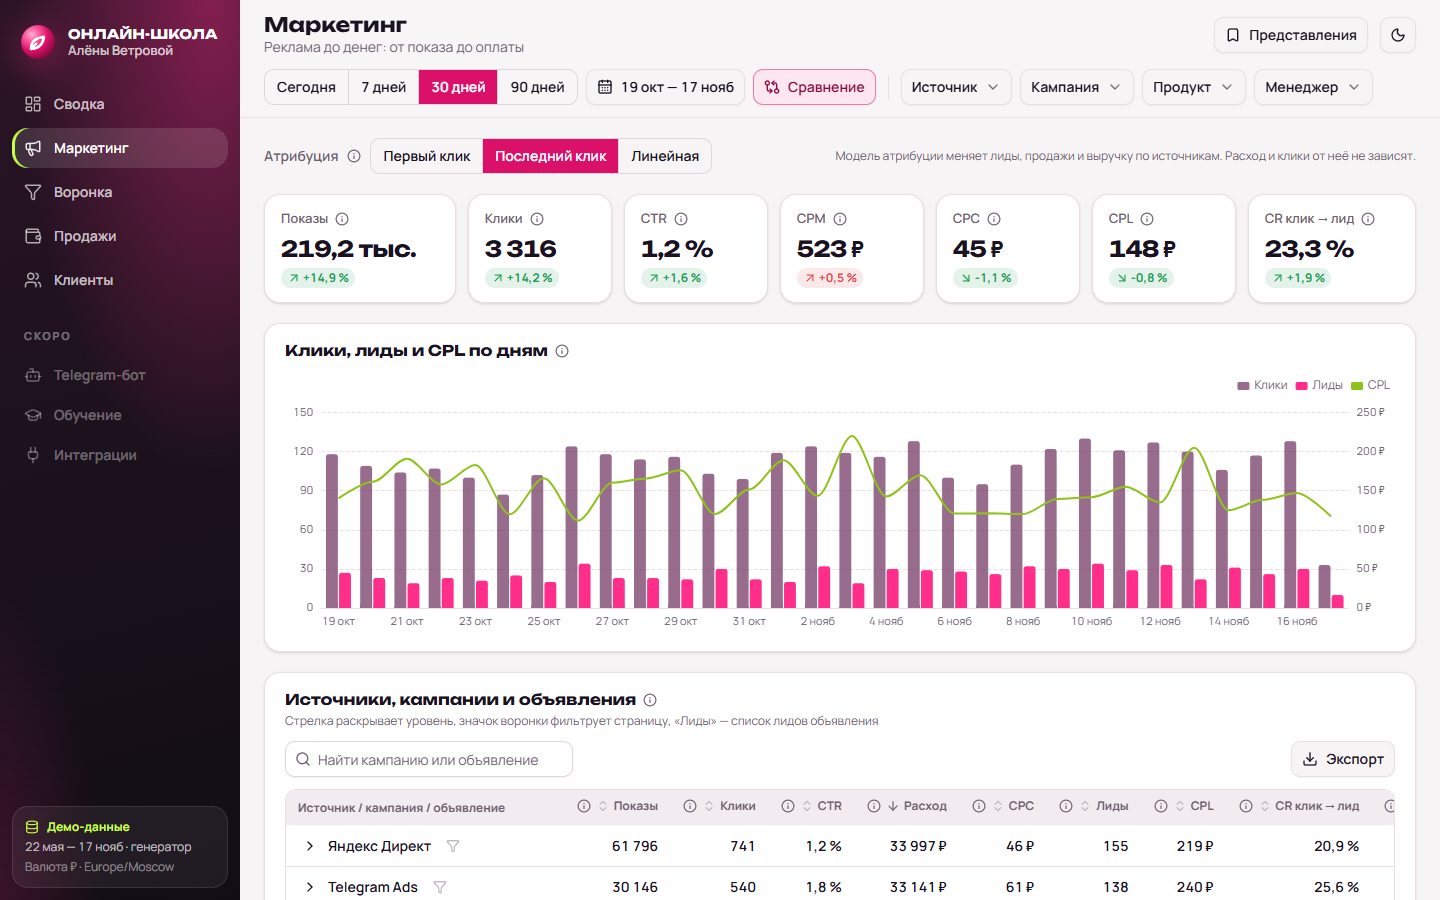 ОНЛАЙН-ШКОЛА
Алёны Ветровой
Сводка
Маркетинг
Воронка
Продажи
Клиенты
СКОРО
Telegram-бот
Обучение
Интеграции
Демо-данные
22 мая — 17 нояб · генератор
Валюта ₽ · Europe/Moscow
Маркетинг
Реклама до денег: от показа до оплаты
Представления
Сегодня 7 дней 30 дней 90 дней 19 окт — 17 нояб Сравнение Источник Кампания Продукт Менеджер
Атрибуция Первый клик Последний клик Линейная
Модель атрибуции меняет лиды, продажи и выручку по источникам. Расход и клики от неё не зависят.
Показы Клики CTR CPM CPC CPL CR клик → лид
219,2 тыс. 3 316 1,2 % 523 ₽ 45 ₽ 148 ₽ 23,3 %
+14,9 % +14,2 % +1,6 % +0,5 % -1,1 % -0,8 % +1,9 %
Клики, лиды и CPL по дням
Клики Лиды CPL
150 250 ₽
120 200 ₽
90 150 ₽
60 100 ₽
30 50 ₽
0 0 ₽
19 окт 21 окт 23 окт 25 окт 27 окт 29 окт 31 окт 2 нояб 4 нояб 6 нояб 8 нояб 10 нояб 12 нояб 14 нояб 16 нояб
Источники, кампании и объявления
Стрелка раскрывает уровень, значок воронки фильтрует страницу, «Лиды» — список лидов объявления
Найти кампанию или объявление
Экспорт
Источник / кампания / объявление Показы Клики CTR Расход CPC Лиды CPL CR клик → лид
Яндекс Директ 61 796 741 1,2 % 33 997 ₽ 46 ₽ 155 219 ₽ 20,9 %
Telegram Ads 30 146 540 1,8 % 33 141 ₽ 61 ₽ 138 240 ₽ 25,6 %